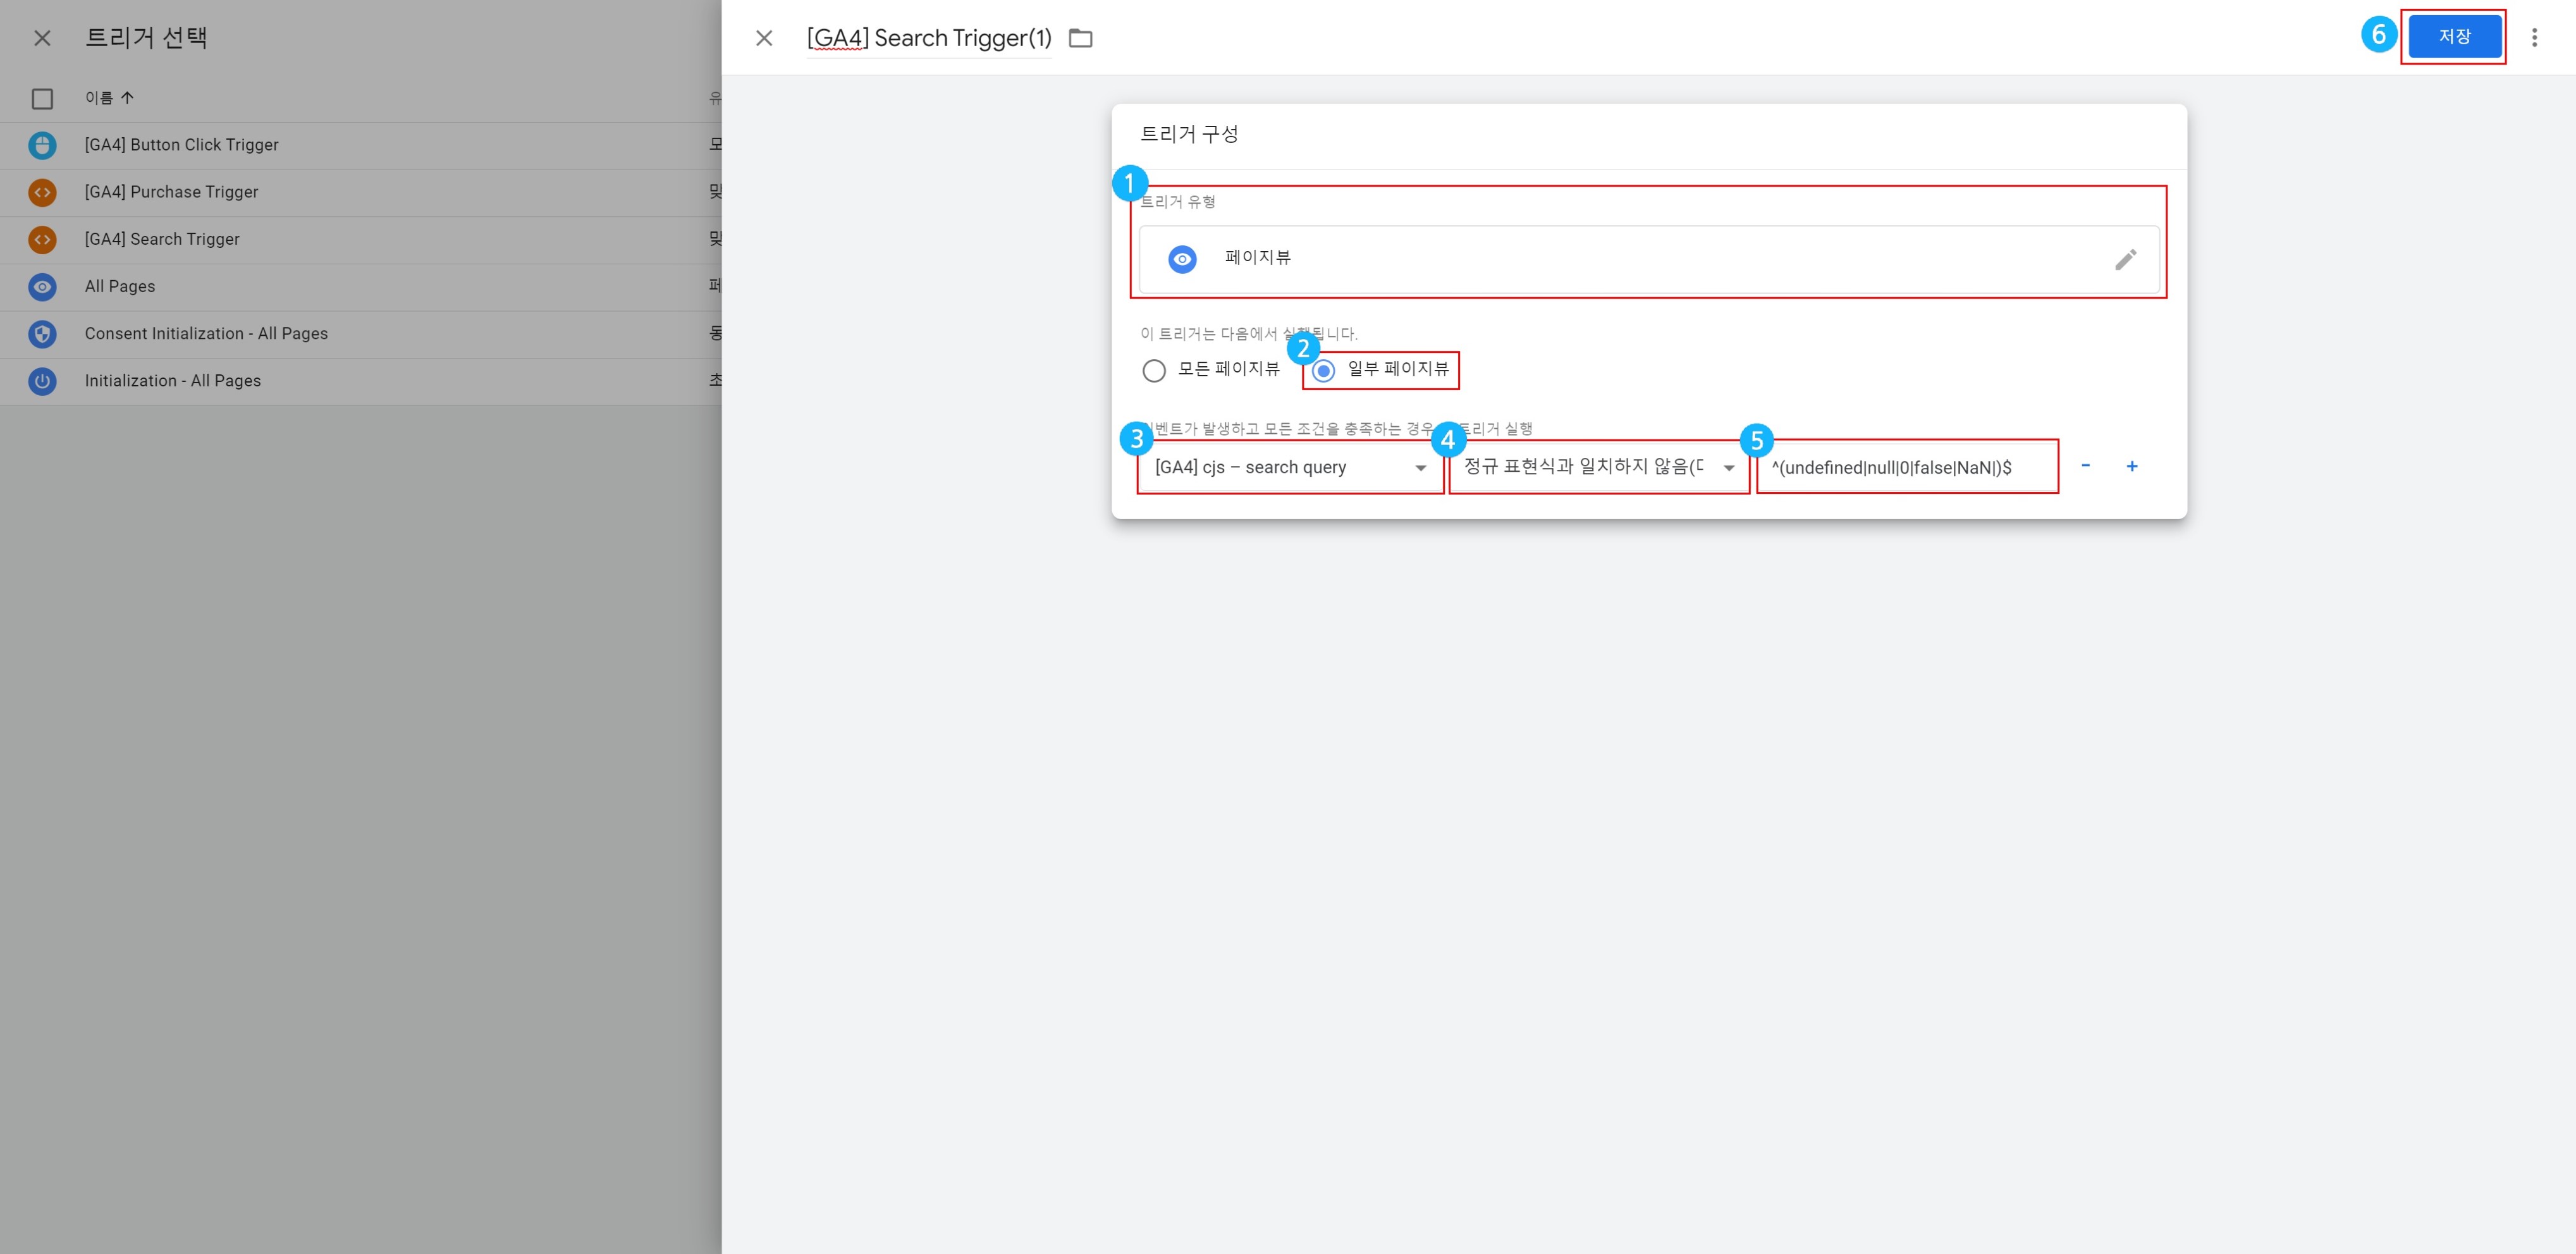 트리거 선택
이름
유
[GA4] Button Click Trigger
모
[GA4] Purchase Trigger
맞
[GA4] Search Trigger
맞
All Pages
페
Consent Initialization - All Pages
동
Initialization - All Pages
초
[GA4] Search Trigger(1)
6
저장
트리거 구성
1
트리거 유형
페이지뷰
이 트리거는 다음에서 실행됩니다.
2
모든 페이지뷰
일부 페이지뷰
벤트가 발생하고 모든 조건을 충족하는 경우 트리거 실행
3
[GA4] cjs – search query
4
정규 표현식과 일치하지 않음(
5
^(undefined|null|0|false|NaN|)$
-
+